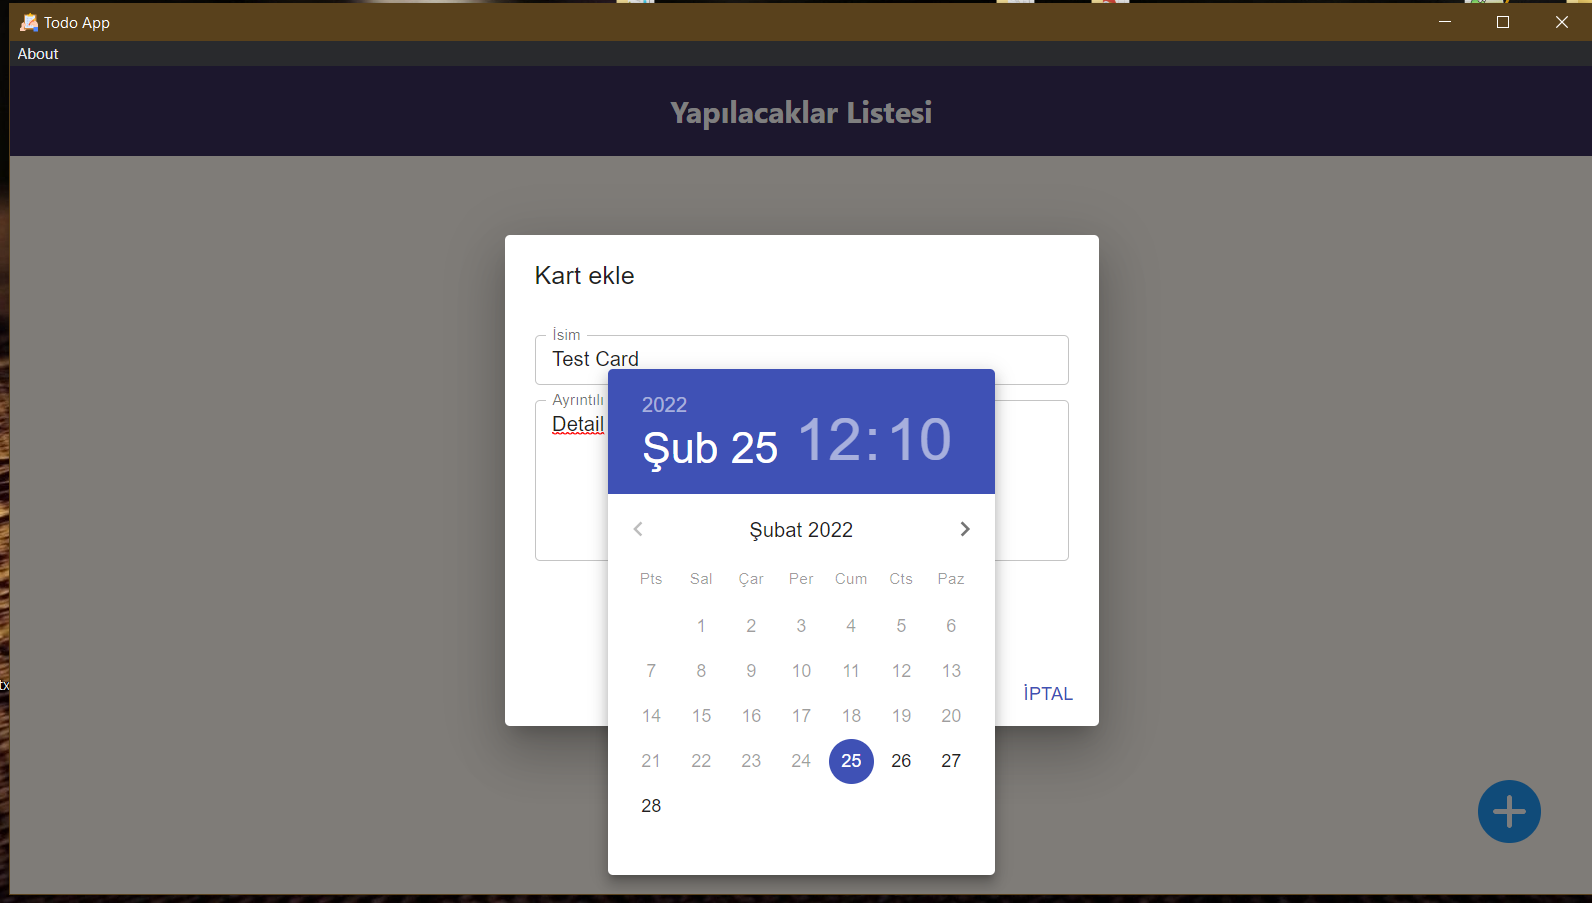 Todo App
About
Yapılacaklar Listesi
Kart ekle
İsim
Test Card
Ayrıntılı
Detail
2022
Şub 25 12:10
Şubat 2022
Pts Sal Çar Per Cum Cts Paz
1 2 3 4 5 6
7 8 9 10 11 12 13
14 15 16 17 18 19 20
21 22 23 24 25 26 27
28
İPTAL